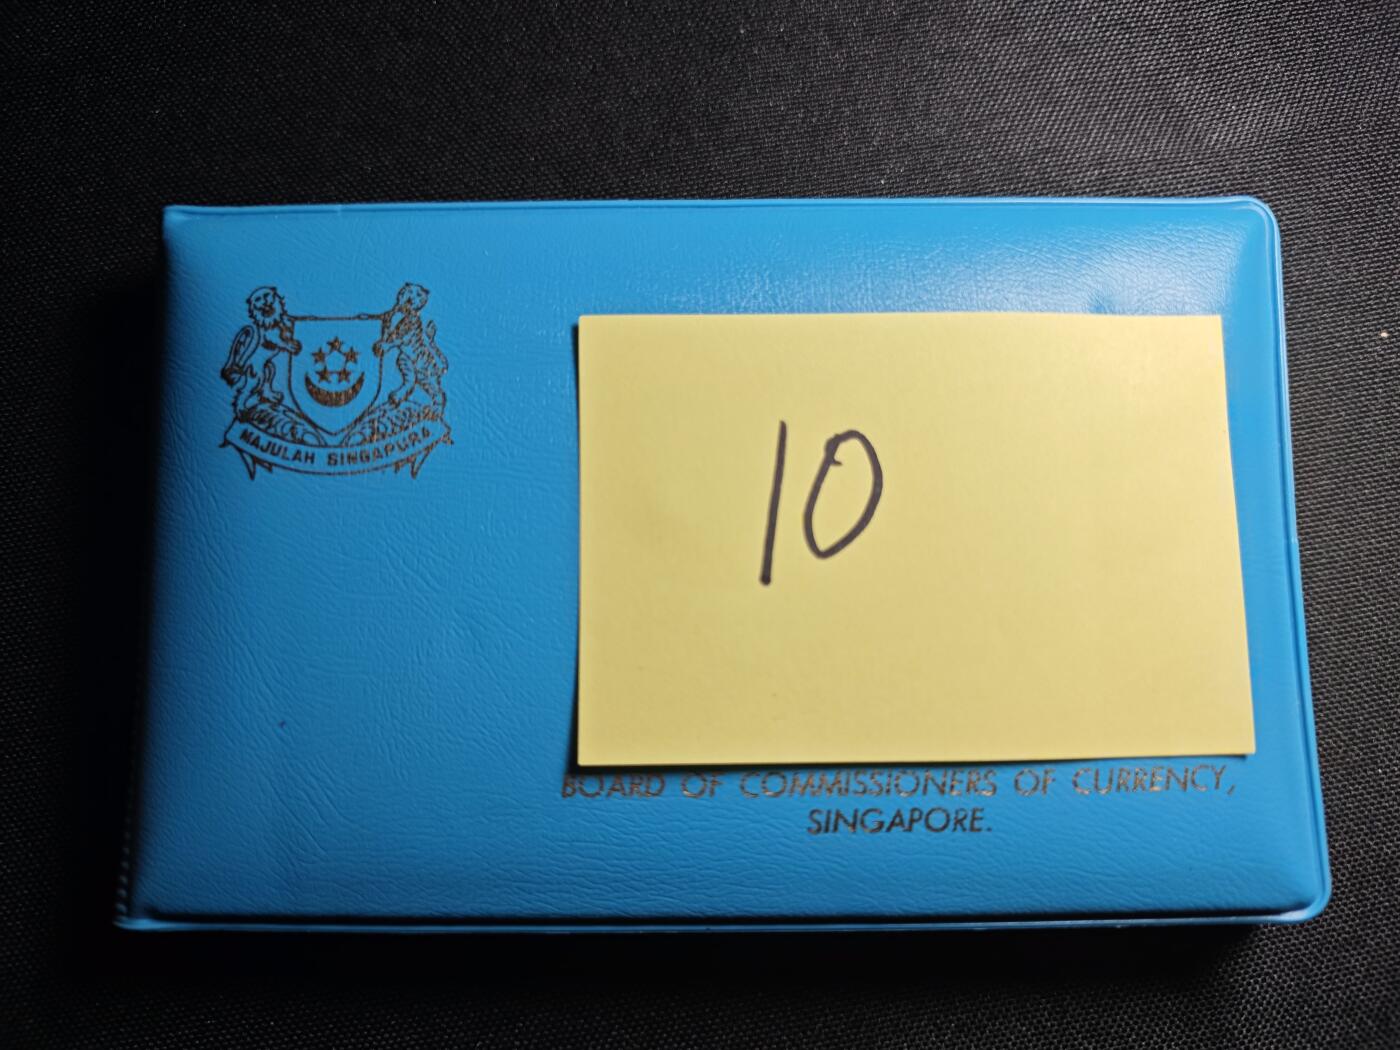 MAJULAH SINGAPURA
10
BOARD OF COMMISSIONERS OF CURRENCY,
SINGAPORE.